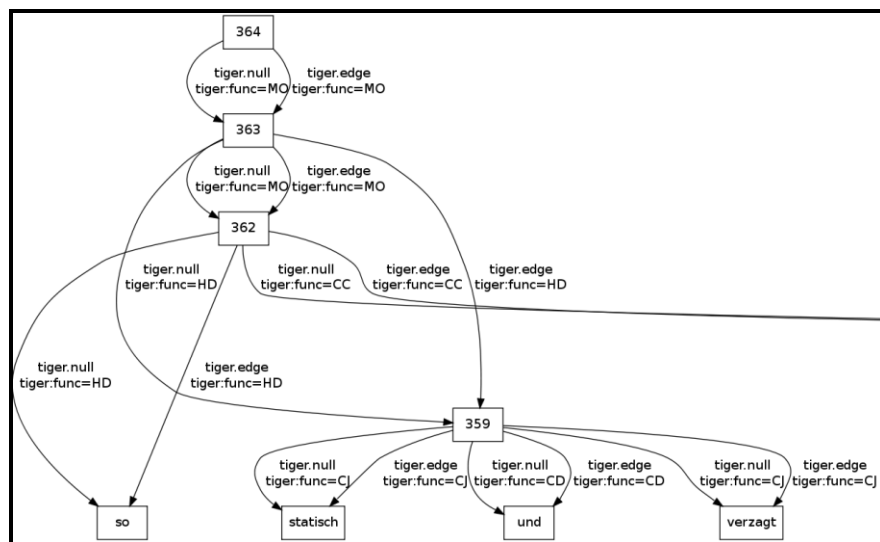 364
tiger.null tiger.edge
tiger:func=MO tiger:func=MO
363
tiger.null tiger.edge
tiger:func=MO tiger:func=MO
362
tiger.null tiger.null tiger.edge tiger.edge
tiger:func=HD tiger:func=CC tiger:func=CC tiger:func=HD
tiger.null tiger.edge
tiger:func=HD tiger:func=HD
359
tiger.null tiger.edge tiger.null tiger.edge tiger.null tiger.edge
tiger:func=CJ tiger:func=CJ tiger:func=CD tiger:func=CD tiger:func=CJ tiger:func=CJ
so statisch und verzagt